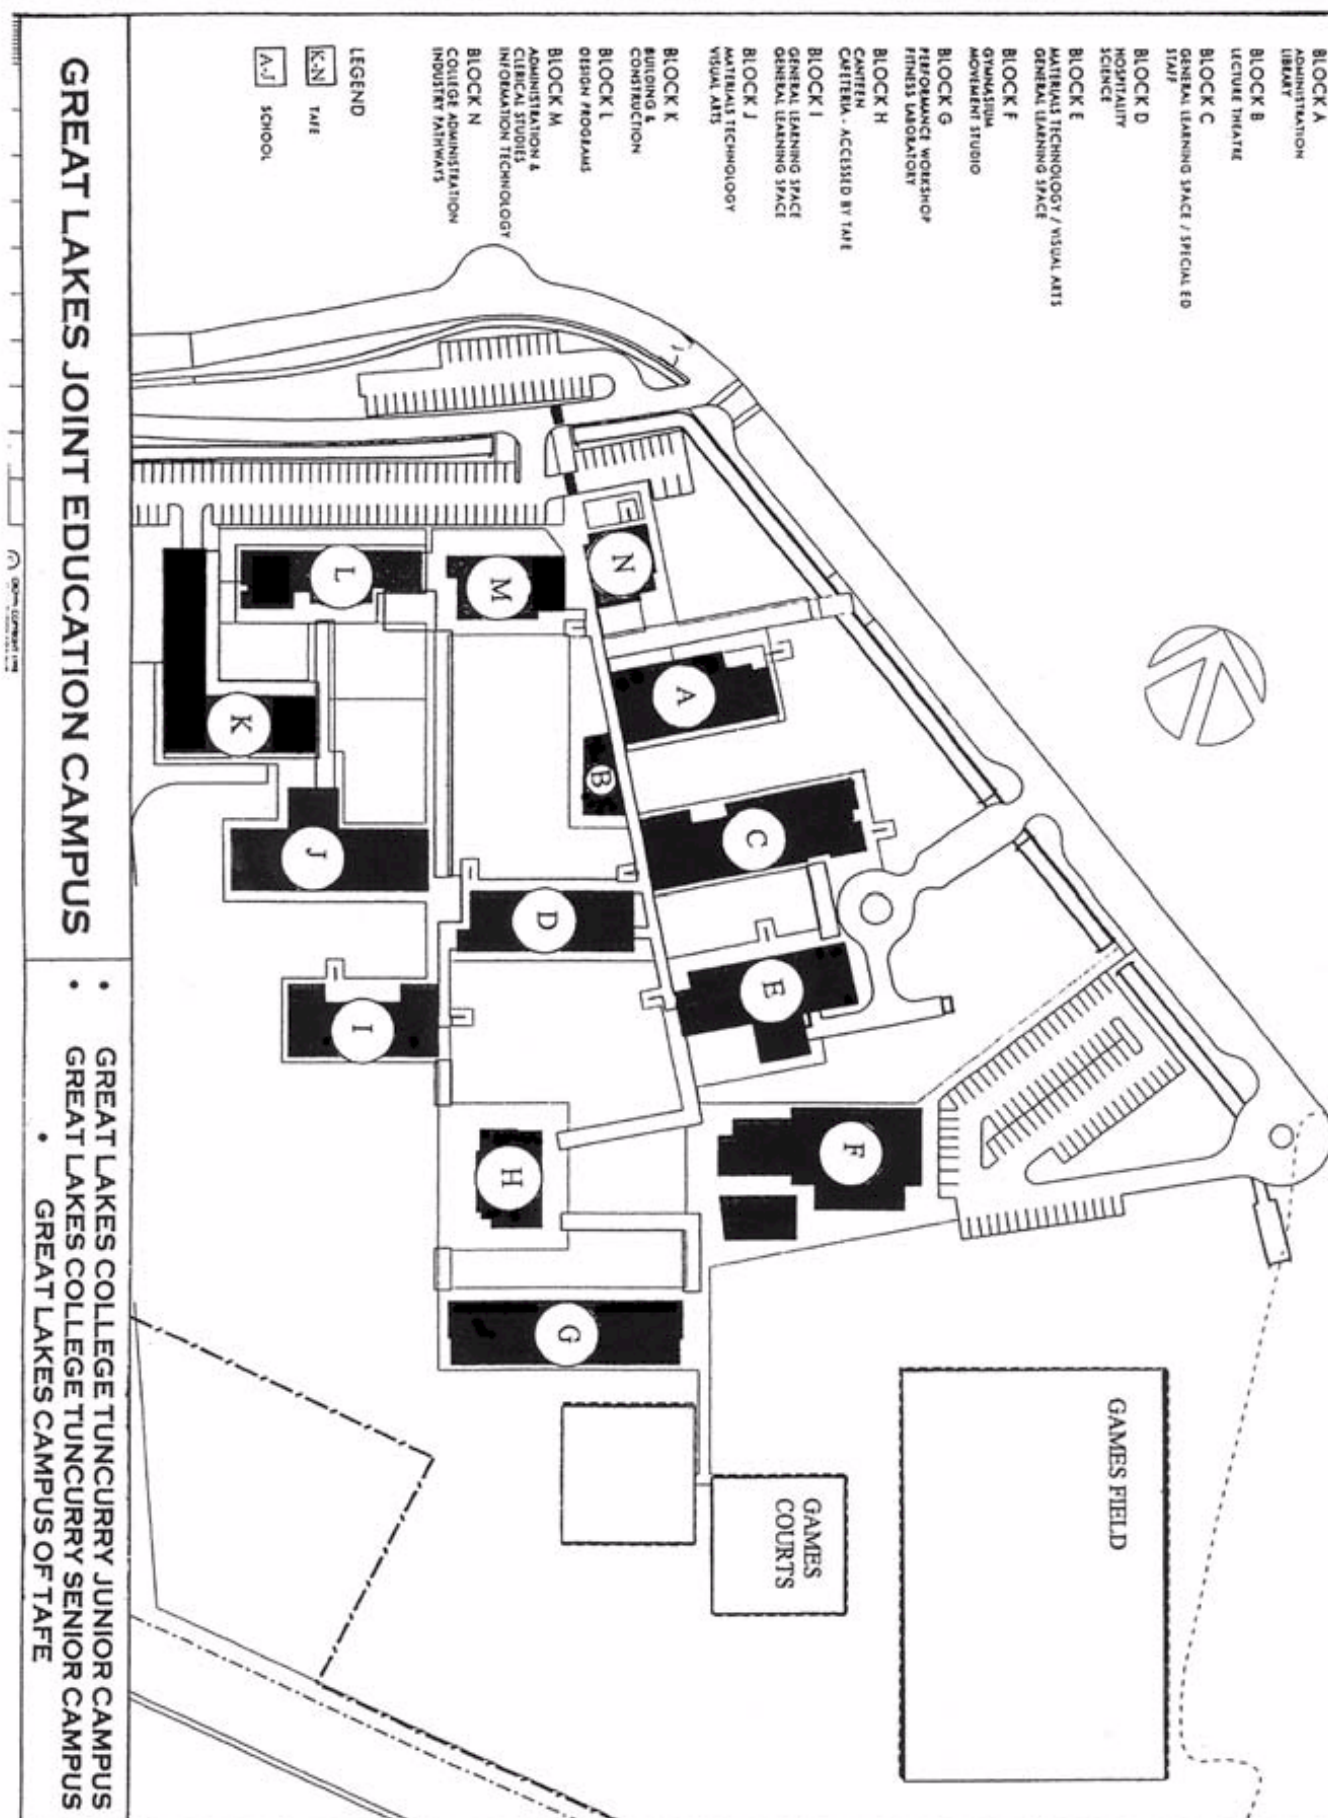 BLOCK A
ADMINISTRATION
LIBRARY
BLOCK B
LECTURE THEATRE
BLOCK C
GENERAL LEARNING SPACE / SPECIAL ED
STAFF
BLOCK D
HOSPITALITY
SCIENCE
BLOCK E
MATERIALS TECHNOLOGY / VISUAL ARTS
GENERAL LEARNING SPACE
BLOCK F
GYMNASIUM
MOVEMENT STUDIO
BLOCK G
PERFORMANCE WORKSHOP
FITNESS LABORATORY
BLOCK H
CANTEEN
CAFETERIA - ACCESSED BY TAFE
BLOCK I
GENERAL LEARNING SPACE
GENERAL LEARNING SPACE
BLOCK J
MATERIALS TECHNOLOGY
VISUAL ARTS
BLOCK K
BUILDING &
CONSTRUCTION
BLOCK L
DESIGN PROGRAMS
BLOCK M
ADMINISTRATION &
CLERICAL STUDIES
INFORMATION TECHNOLOGY
BLOCK N
COLLEGE ADMINISTRATION
INDUSTRY PATHWAYS
LEGEND
K-N TAFE
A-J SCHOOL
N
M
L
A
K
B
C
J
D
E
I
F
H
G
GAMES FIELD
GAMES
COURTS
GREAT LAKES JOINT EDUCATION CAMPUS
• GREAT LAKES COLLEGE TUNCURRY JUNIOR CAMPUS
• GREAT LAKES COLLEGE TUNCURRY SENIOR CAMPUS
• GREAT LAKES CAMPUS OF TAFE